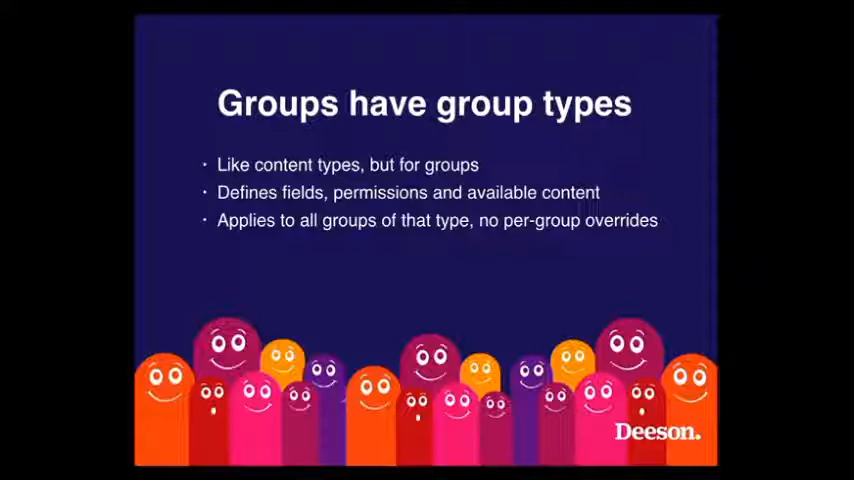 Groups have group types
· Like content types, but for groups
· Defines fields, permissions and available content
· Applies to all groups of that type, no per-group overrides
Deeson.